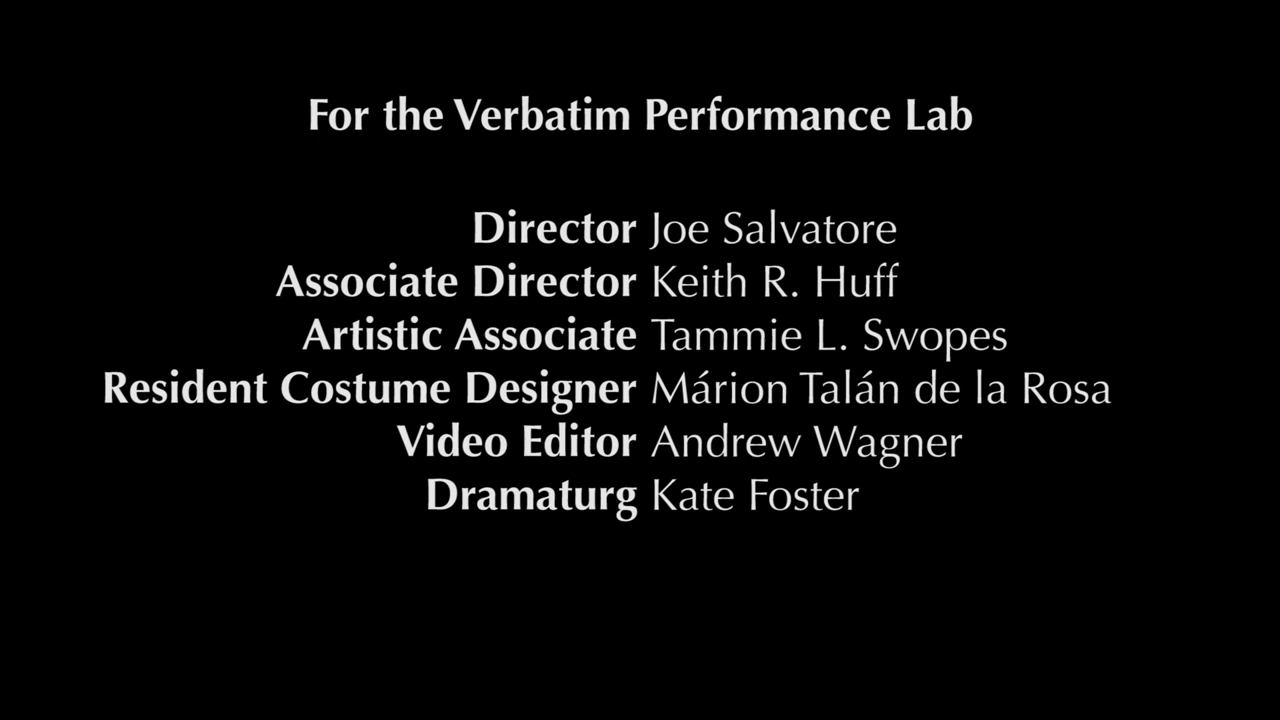 For the Verbatim Performance Lab
Director Joe Salvatore
Associate Director Keith R. Huff
Artistic Associate Tammie L. Swopes
Resident Costume Designer Márion Talán de la Rosa
Video Editor Andrew Wagner
Dramaturg Kate Foster